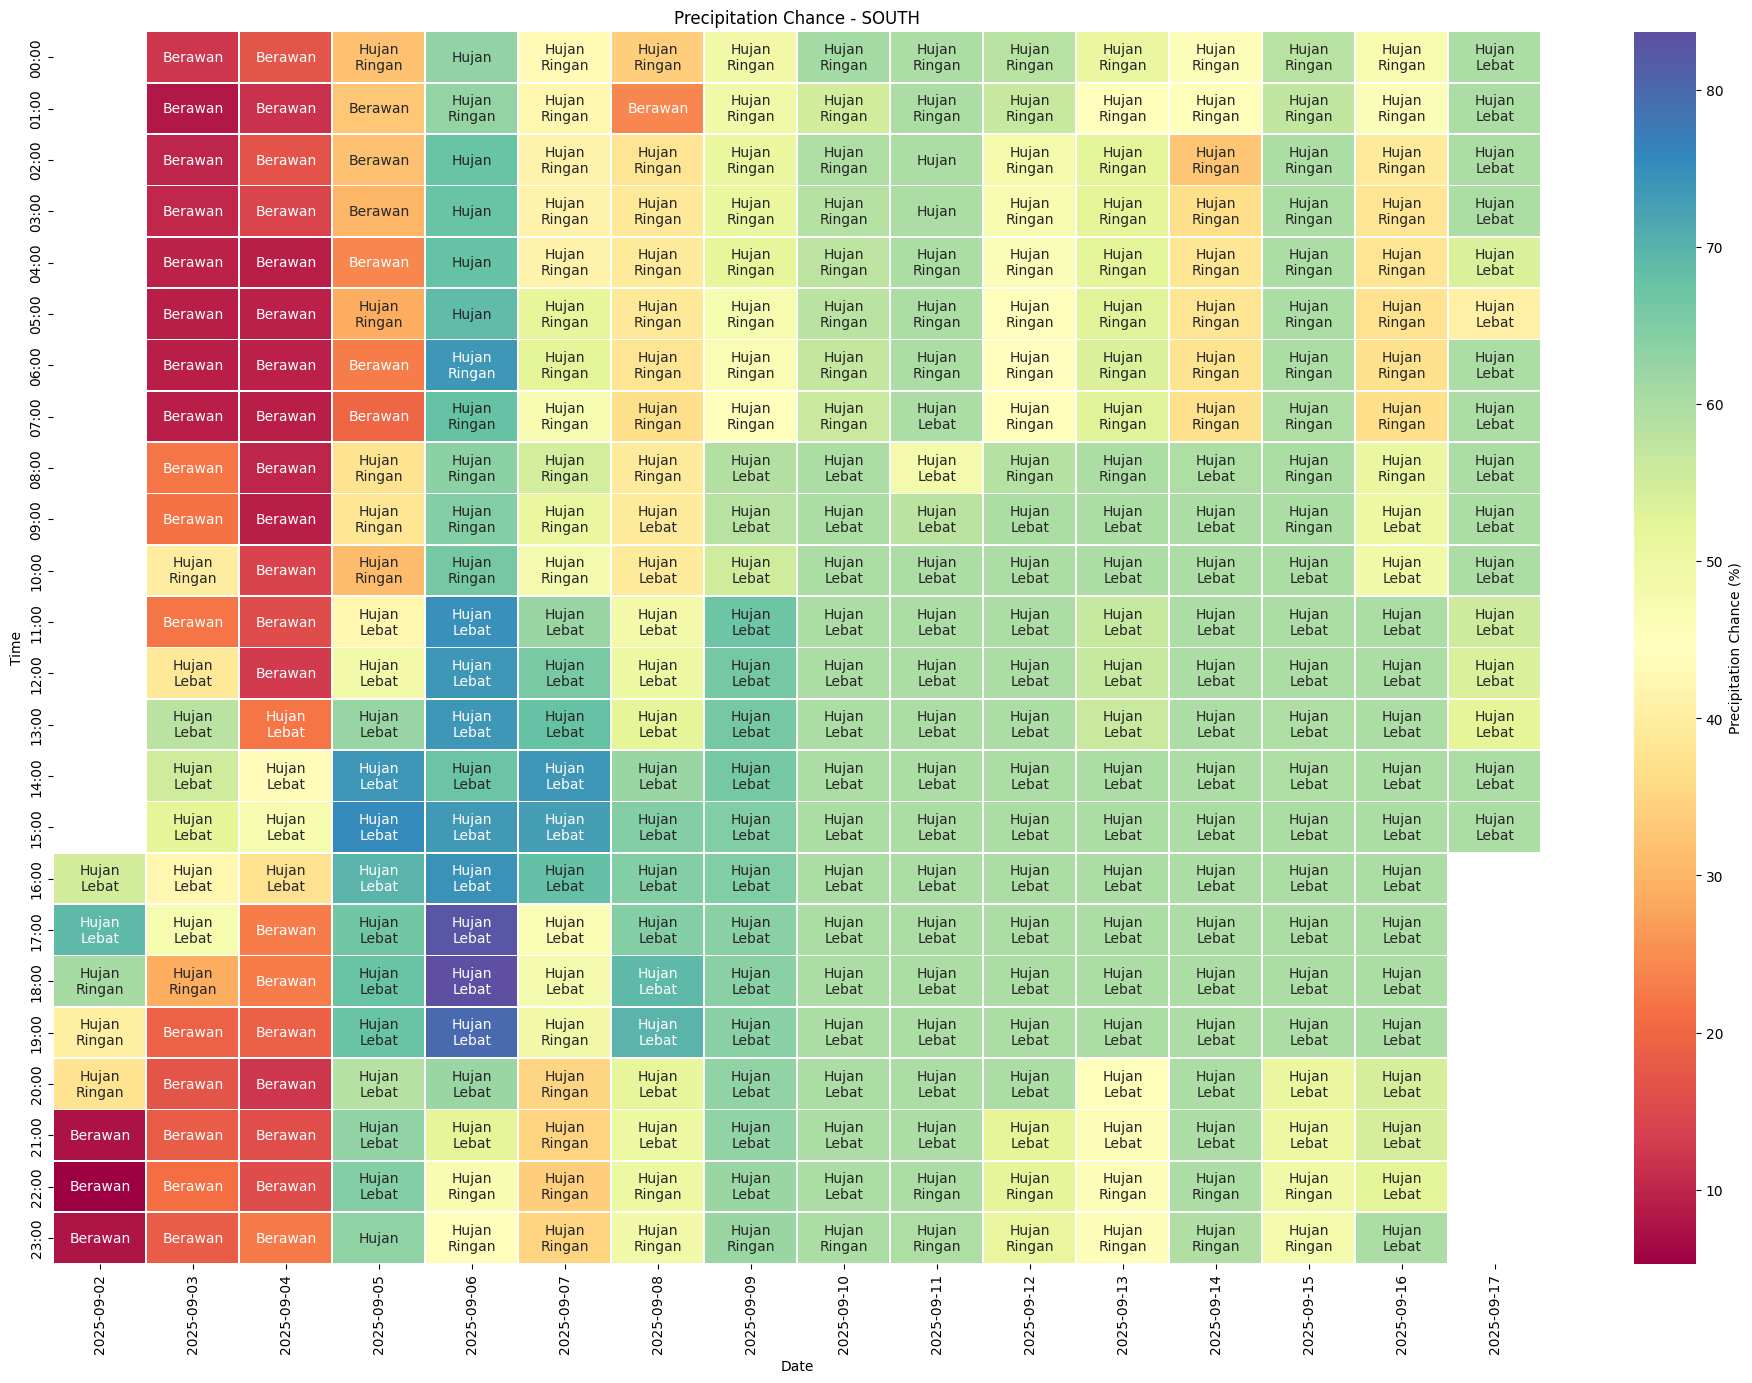 Precipitation Chance - SOUTH
00:00 Berawan Berawan Hujan Ringan Hujan Hujan Ringan Hujan Ringan Hujan Ringan Hujan Ringan Hujan Ringan Hujan Ringan Hujan Ringan Hujan Ringan Hujan Ringan Hujan Ringan Hujan Lebat
01:00 Berawan Berawan Berawan Hujan Ringan Hujan Ringan Berawan Hujan Ringan Hujan Ringan Hujan Ringan Hujan Ringan Hujan Ringan Hujan Ringan Hujan Ringan Hujan Ringan Hujan Lebat
02:00 Berawan Berawan Berawan Hujan Hujan Ringan Hujan Ringan Hujan Ringan Hujan Ringan Hujan Hujan Ringan Hujan Ringan Hujan Ringan Hujan Ringan Hujan Ringan Hujan Lebat
03:00 Berawan Berawan Berawan Hujan Hujan Ringan Hujan Ringan Hujan Ringan Hujan Ringan Hujan Hujan Ringan Hujan Ringan Hujan Ringan Hujan Ringan Hujan Ringan Hujan Lebat
04:00 Berawan Berawan Berawan Hujan Hujan Ringan Hujan Ringan Hujan Ringan Hujan Ringan Hujan Ringan Hujan Ringan Hujan Ringan Hujan Ringan Hujan Ringan Hujan Ringan Hujan Lebat
05:00 Berawan Berawan Hujan Ringan Hujan Hujan Ringan Hujan Ringan Hujan Ringan Hujan Ringan Hujan Ringan Hujan Ringan Hujan Ringan Hujan Ringan Hujan Ringan Hujan Ringan Hujan Lebat
06:00 Berawan Berawan Berawan Hujan Ringan Hujan Ringan Hujan Ringan Hujan Ringan Hujan Ringan Hujan Ringan Hujan Ringan Hujan Ringan Hujan Ringan Hujan Ringan Hujan Ringan Hujan Lebat
07:00 Berawan Berawan Berawan Hujan Ringan Hujan Ringan Hujan Ringan Hujan Ringan Hujan Ringan Hujan Lebat Hujan Ringan Hujan Ringan Hujan Ringan Hujan Ringan Hujan Ringan Hujan Lebat
08:00 Berawan Berawan Hujan Ringan Hujan Ringan Hujan Ringan Hujan Ringan Hujan Lebat Hujan Lebat Hujan Lebat Hujan Ringan Hujan Ringan Hujan Lebat Hujan Ringan Hujan Ringan Hujan Lebat
09:00 Berawan Berawan Hujan Ringan Hujan Ringan Hujan Ringan Hujan Lebat Hujan Lebat Hujan Lebat Hujan Lebat Hujan Lebat Hujan Lebat Hujan Lebat Hujan Ringan Hujan Lebat Hujan Lebat
10:00 Hujan Ringan Berawan Hujan Ringan Hujan Ringan Hujan Ringan Hujan Lebat Hujan Lebat Hujan Lebat Hujan Lebat Hujan Lebat Hujan Lebat Hujan Lebat Hujan Lebat Hujan Lebat Hujan Lebat
11:00 Berawan Berawan Hujan Lebat Hujan Lebat Hujan Lebat Hujan Lebat Hujan Lebat Hujan Lebat Hujan Lebat Hujan Lebat Hujan Lebat Hujan Lebat Hujan Lebat Hujan Lebat Hujan Lebat
12:00 Hujan Lebat Berawan Hujan Lebat Hujan Lebat Hujan Lebat Hujan Lebat Hujan Lebat Hujan Lebat Hujan Lebat Hujan Lebat Hujan Lebat Hujan Lebat Hujan Lebat Hujan Lebat Hujan Lebat
13:00 Hujan Lebat Hujan Lebat Hujan Lebat Hujan Lebat Hujan Lebat Hujan Lebat Hujan Lebat Hujan Lebat Hujan Lebat Hujan Lebat Hujan Lebat Hujan Lebat Hujan Lebat Hujan Lebat Hujan Lebat
14:00 Hujan Lebat Hujan Lebat Hujan Lebat Hujan Lebat Hujan Lebat Hujan Lebat Hujan Lebat Hujan Lebat Hujan Lebat Hujan Lebat Hujan Lebat Hujan Lebat Hujan Lebat Hujan Lebat Hujan Lebat
15:00 Hujan Lebat Hujan Lebat Hujan Lebat Hujan Lebat Hujan Lebat Hujan Lebat Hujan Lebat Hujan Lebat Hujan Lebat Hujan Lebat Hujan Lebat Hujan Lebat Hujan Lebat Hujan Lebat Hujan Lebat
16:00 Hujan Lebat Hujan Lebat Hujan Lebat Hujan Lebat Hujan Lebat Hujan Lebat Hujan Lebat Hujan Lebat Hujan Lebat Hujan Lebat Hujan Lebat Hujan Lebat Hujan Lebat Hujan Lebat Hujan Lebat
17:00 Hujan Lebat Hujan Lebat Berawan Hujan Lebat Hujan Lebat Hujan Lebat Hujan Lebat Hujan Lebat Hujan Lebat Hujan Lebat Hujan Lebat Hujan Lebat Hujan Lebat Hujan Lebat Hujan Lebat
18:00 Hujan Ringan Hujan Ringan Berawan Hujan Lebat Hujan Lebat Hujan Lebat Hujan Lebat Hujan Lebat Hujan Lebat Hujan Lebat Hujan Lebat Hujan Lebat Hujan Lebat Hujan Lebat Hujan Lebat
19:00 Hujan Ringan Berawan Berawan Hujan Lebat Hujan Lebat Hujan Ringan Hujan Lebat Hujan Lebat Hujan Lebat Hujan Lebat Hujan Lebat Hujan Lebat Hujan Lebat Hujan Lebat Hujan Lebat
20:00 Hujan Ringan Berawan Berawan Hujan Lebat Hujan Lebat Hujan Ringan Hujan Lebat Hujan Lebat Hujan Lebat Hujan Lebat Hujan Lebat Hujan Lebat Hujan Lebat Hujan Lebat Hujan Lebat
21:00 Berawan Berawan Berawan Hujan Lebat Hujan Lebat Hujan Ringan Hujan Lebat Hujan Lebat Hujan Lebat Hujan Lebat Hujan Lebat Hujan Lebat Hujan Lebat Hujan Lebat Hujan Lebat
22:00 Berawan Berawan Berawan Hujan Lebat Hujan Ringan Hujan Ringan Hujan Ringan Hujan Lebat Hujan Lebat Hujan Ringan Hujan Ringan Hujan Ringan Hujan Ringan Hujan Ringan Hujan Lebat
23:00 Berawan Berawan Berawan Hujan Hujan Ringan Hujan Ringan Hujan Ringan Hujan Ringan Hujan Ringan Hujan Ringan Hujan Ringan Hujan Ringan Hujan Ringan Hujan Ringan Hujan Lebat
Time
2025-09-02 2025-09-03 2025-09-04 2025-09-05 2025-09-06 2025-09-07 2025-09-08 2025-09-09 2025-09-10 2025-09-11 2025-09-12 2025-09-13 2025-09-14 2025-09-15 2025-09-16 2025-09-17
Date
80
70
60
50
40
30
20
10
Precipitation Chance (%)